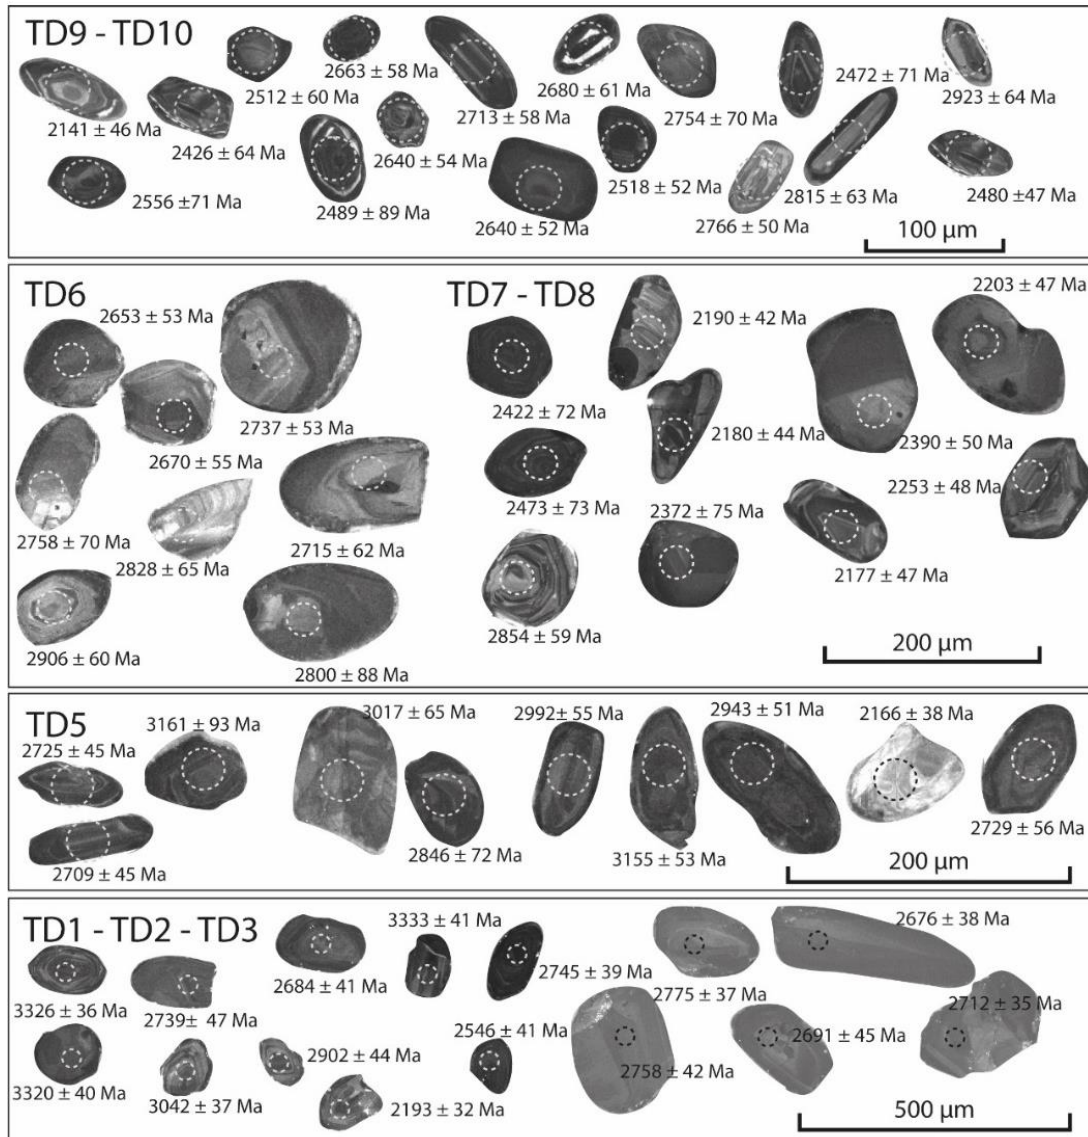 TD9 - TD10
2663 ± 58 Ma
2472 ± 71 Ma
2512 ± 60 Ma
2680 ± 61 Ma
2923 ± 64 Ma
2141 ± 46 Ma
2713 ± 58 Ma
2754 ± 70 Ma
2426 ± 64 Ma
2640 ± 54 Ma
2518 ± 52 Ma
2556 ±71 Ma
2815 ± 63 Ma
2480±47 Ma
2489 ± 89 Ma
2640 ± 52 Ma
2766 ± 50 Ma
100 µm
TD6
2653 ± 53 Ma
2737 ± 53 Ma
2670 ± 55 Ma
2758 ± 70 Ma
2828 ± 65 Ma
2715 ± 62 Ma
2906 ± 60 Ma
2800 ± 88 Ma
TD7 - TD8
2203 ± 47 Ma
2190 ± 42 Ma
2422 ± 72 Ma
2180 ± 44 Ma
2390 ± 50 Ma
2253 ± 48 Ma
2473 ± 73 Ma
2372 ± 75 Ma
2177 ± 47 Ma
2854 ± 59 Ma
200 µm
TD5
3161 ± 93 Ma
3017 ± 65 Ma
2992± 55 Ma
2943 ± 51 Ma
2166 ± 38 Ma
2725 ± 45 Ma
2729 ± 56 Ma
2846 ± 72 Ma
3155 ± 53 Ma
2709 ± 45 Ma
200 µm
TD1 - TD2 - TD3
3333 ± 41 Ma
2676 ± 38 Ma
2684 ± 41 Ma
2745 ± 39 Ma
2775 ± 37 Ma
2712 ± 35 Ma
3326 ± 36 Ma
2739± 47 Ma
2546 ± 41 Ma
2691 ± 45 Ma
2902 ± 44 Ma
2758 ± 42 Ma
3320 ± 40 Ma
3042 ± 37 Ma
2193 ± 32 Ma
500 µm